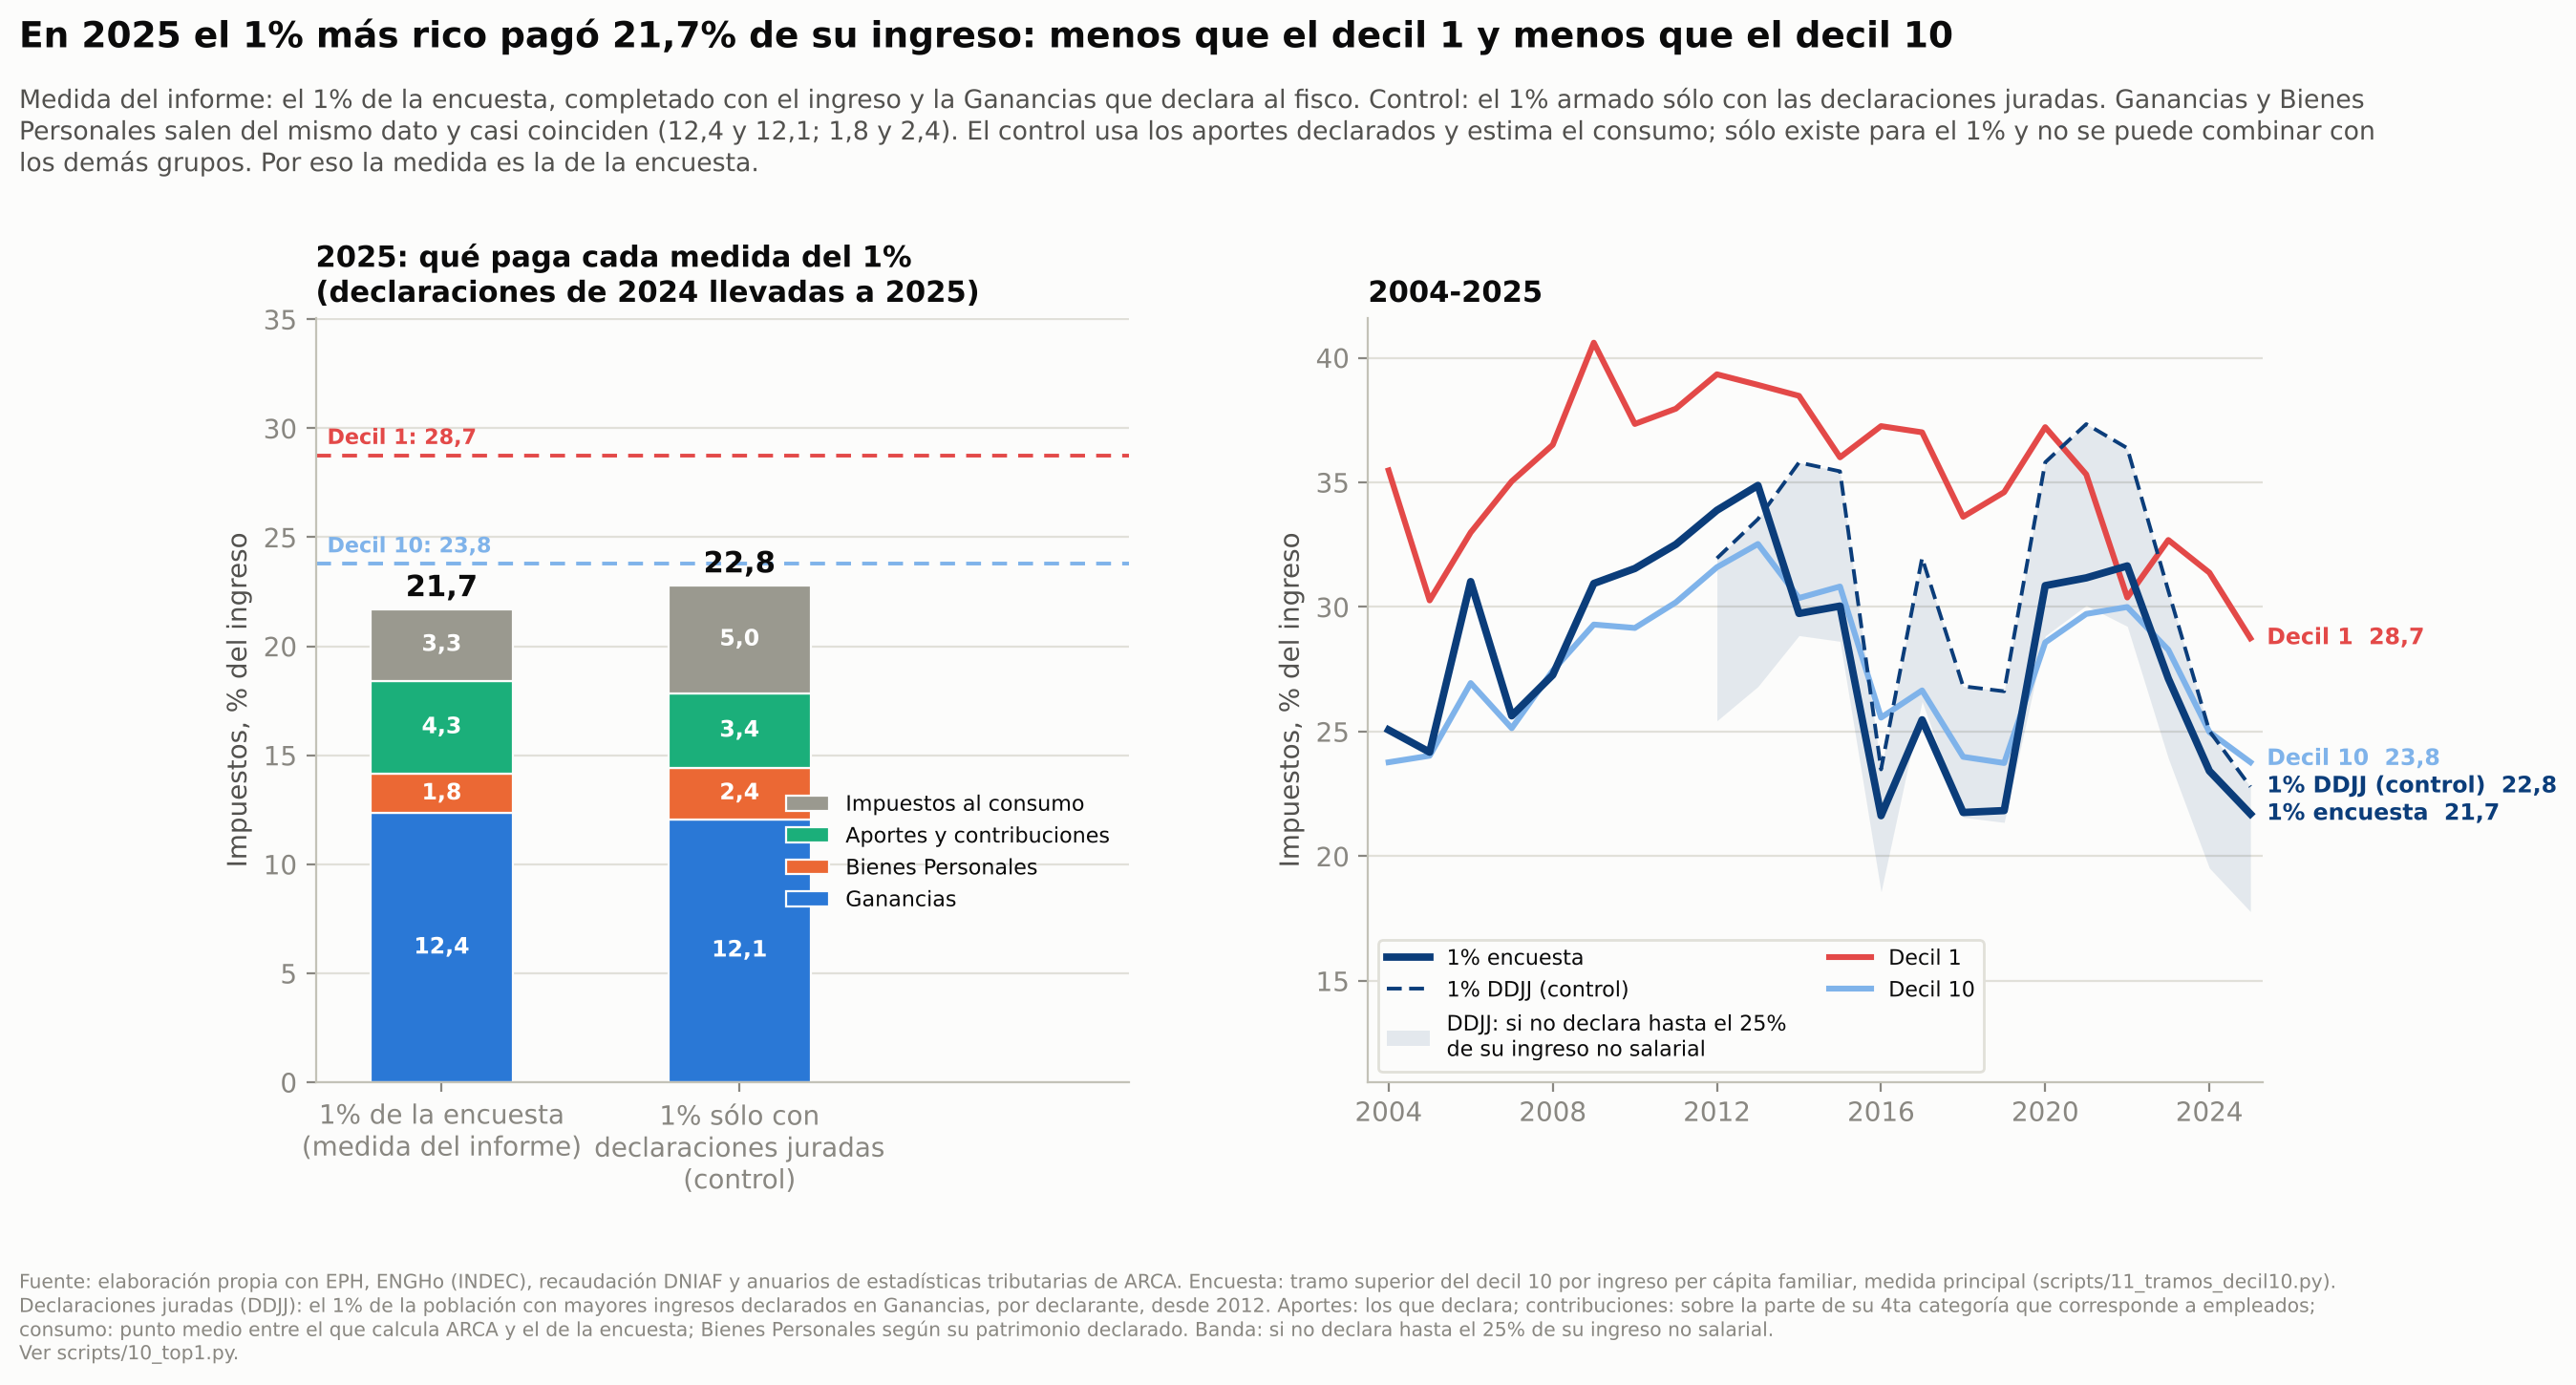 En 2025 el 1% más rico pagó 21,7% de su ingreso: menos que el decil 1 y menos que el decil 10
Medida del informe: el 1% de la encuesta, completado con el ingreso y la Ganancias que declara al fisco. Control: el 1% armado sólo con las declaraciones juradas. Ganancias y Bienes
Personales salen del mismo dato y casi coinciden (12,4 y 12,1; 1,8 y 2,4). El control usa los aportes declarados y estima el consumo; sólo existe para el 1% y no se puede combinar con
los demás grupos. Por eso la medida es la de la encuesta.
2025: qué paga cada medida del 1%
(declaraciones de 2024 llevadas a 2025)
Impuestos, % del ingreso
35
30
25
20
15
10
5
0
Decil 1: 28,7
Decil 10: 23,8
21,7
3,3
4,3
1,8
12,4
22,8
5,0
3,4
2,4
12,1
Impuestos al consumo
Aportes y contribuciones
Bienes Personales
Ganancias
1% de la encuesta
(medida del informe)
1% sólo con
declaraciones juradas
(control)
2004-2025
Impuestos, % del ingreso
40
35
30
25
20
15
Decil 1 28,7
Decil 10 23,8
1% DDJJ (control) 22,8
1% encuesta 21,7
1% encuesta
1% DDJJ (control)
DDJJ: si no declara hasta el 25%
de su ingreso no salarial
Decil 1
Decil 10
2004
2008
2012
2016
2020
2024
Fuente: elaboración propia con EPH, ENGHo (INDEC), recaudación DNIAF y anuarios de estadísticas tributarias de ARCA. Encuesta: tramo superior del decil 10 por ingreso per cápita familiar, medida principal (scripts/11_tramos_decil10.py).
Declaraciones juradas (DDJJ): el 1% de la población con mayores ingresos declarados en Ganancias, por declarante, desde 2012. Aportes: los que declara; contribuciones: sobre la parte de su 4ta categoría que corresponde a empleados;
consumo: punto medio entre el que calcula ARCA y el de la encuesta; Bienes Personales según su patrimonio declarado. Banda: si no declara hasta el 25% de su ingreso no salarial.
Ver scripts/10_top1.py.